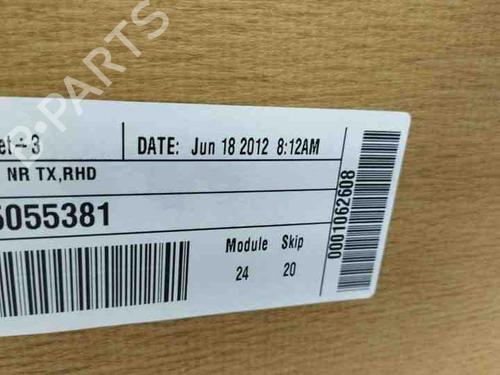 B-PARTS
et÷3
DATE: Jun 18 2012 8:12AM
NR TX,RHD
5055381
Module Skip
24 20
0001062608